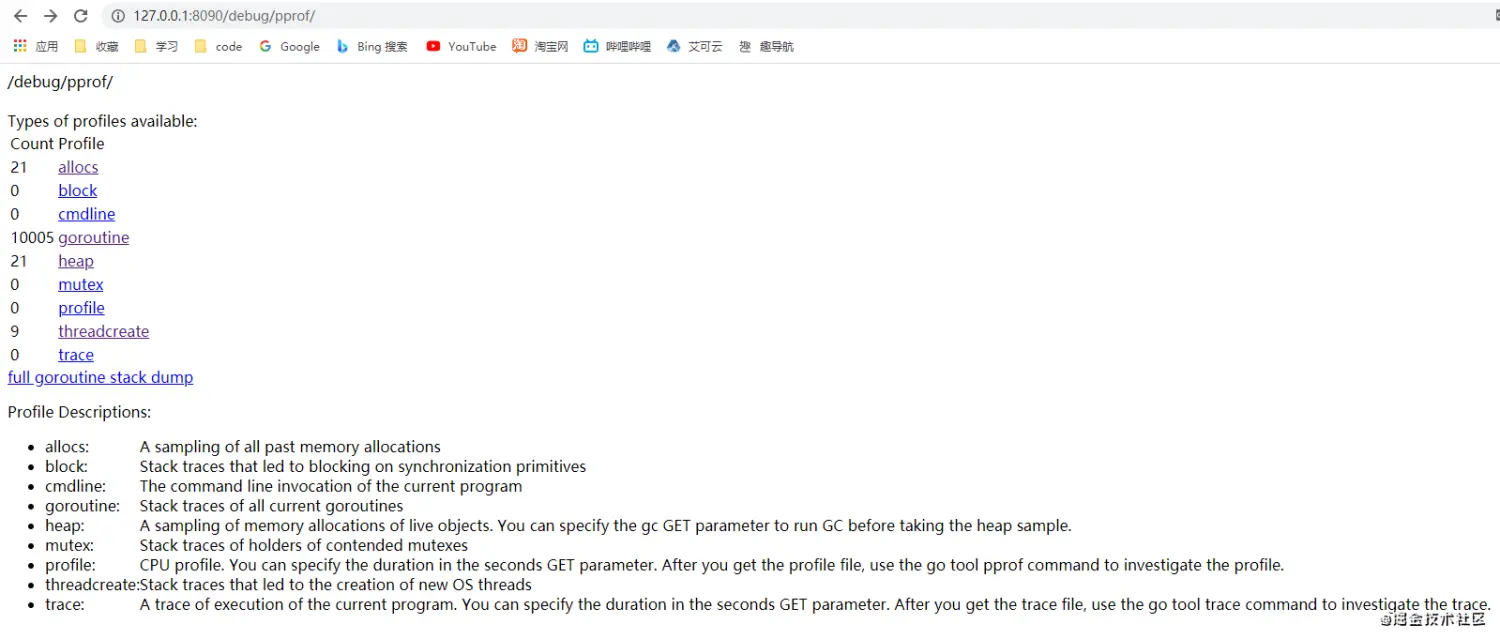 127.0.0.1:8090/debug/pprof/
应用 收藏 学习 code Google Bing 搜索 YouTube 淘 淘宝网 哔哩哔哩 艾可云 趣 趣导航
/debug/pprof/
Types of profiles available:
Count Profile
21 allocs
0 block
0 cmdline
10005 goroutine
21 heap
0 mutex
0 profile
9 threadcreate
0 trace
full goroutine stack dump
Profile Descriptions:
• allocs: A sampling of all past memory allocations
• block: Stack traces that led to blocking on synchronization primitives
• cmdline: The command line invocation of the current program
• goroutine: Stack traces of all current goroutines
• heap: A sampling of memory allocations of live objects. You can specify the gc GET parameter to run GC before taking the heap sample.
• mutex: Stack traces of holders of contended mutexes
• profile: CPU profile. You can specify the duration in the seconds GET parameter. After you get the profile file, use the go tool pprof command to investigate the profile.
• threadcreate:Stack traces that led to the creation of new OS threads
• trace: A trace of execution of the current program. You can specify the duration in the seconds GET parameter. After you get the trace file, use the go tool trace command to investigate the trace.
@掘金技术社区